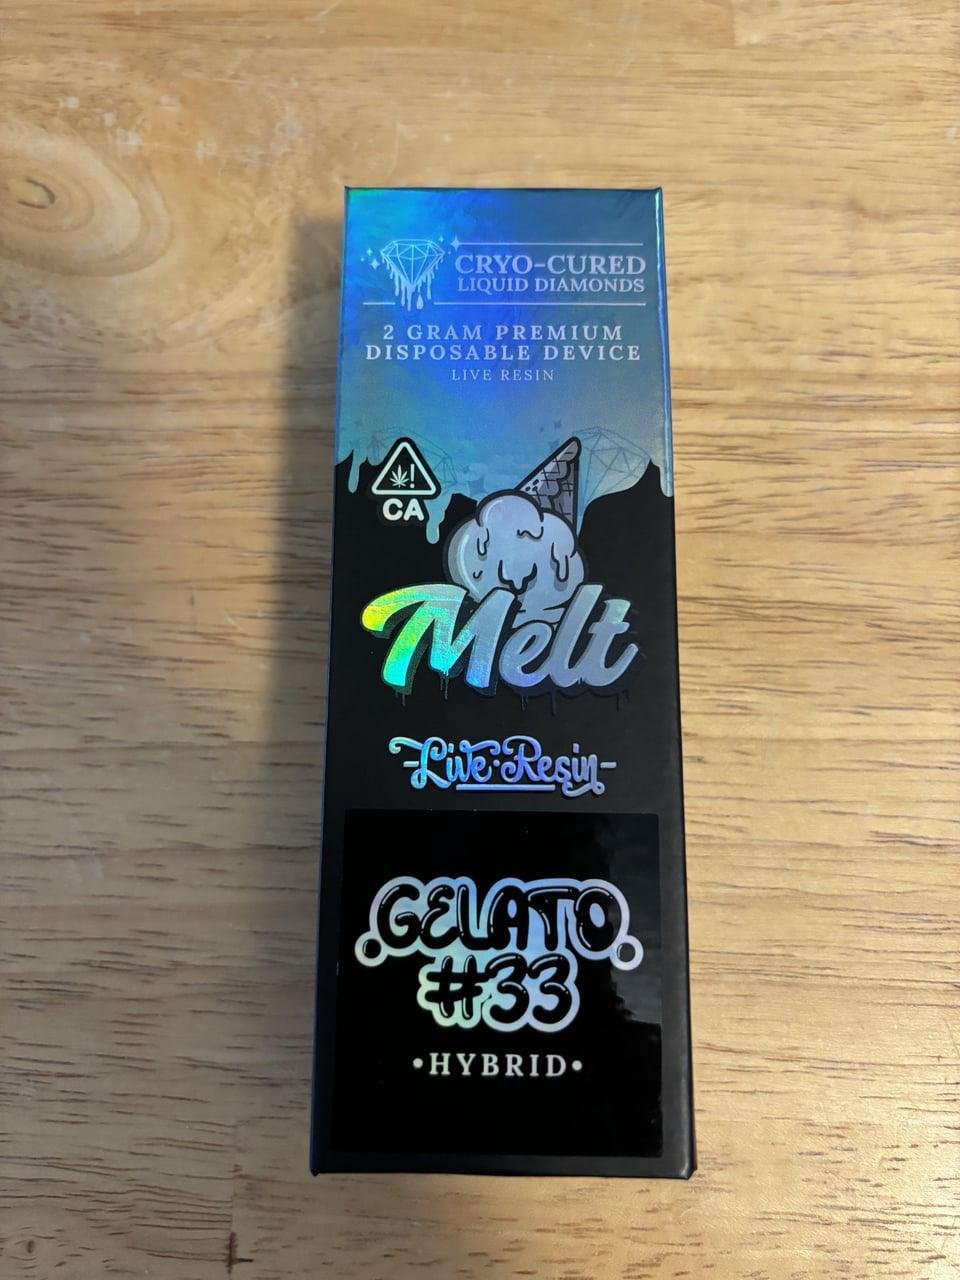 CRYO-CURED
LIQUID DIAMONDS
2 GRAM PREMIUM
DISPOSABLE DEVICE
LIVE RESIN
!
CA
Melt
Live·Resin
GELATO
#33
•HYBRID•